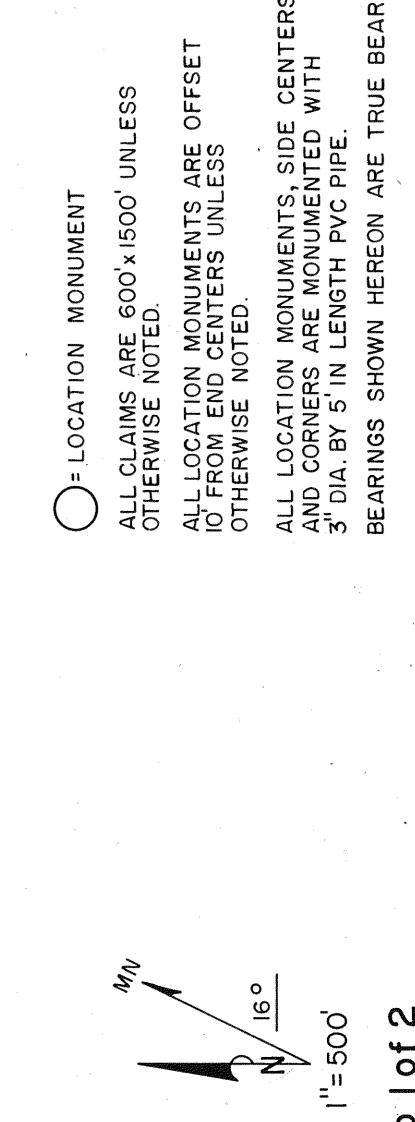 = LOCATION MONUMENT
ALL CLAIMS ARE 600'x1500' UNLESS
OTHERWISE NOTED.
ALL LOCATION MONUMENTS ARE OFFSET
10' FROM END CENTERS UNLESS
OTHERWISE NOTED.
ALL LOCATION MONUMENTS, SIDE CENTERS
AND CORNERS ARE MONUMENTED WITH
3" DIA. BY 5' IN LENGTH PVC PIPE.
BEARINGS SHOWN HEREON ARE TRUE BEAR
MN
16°
N
1"=500'
1 of 2